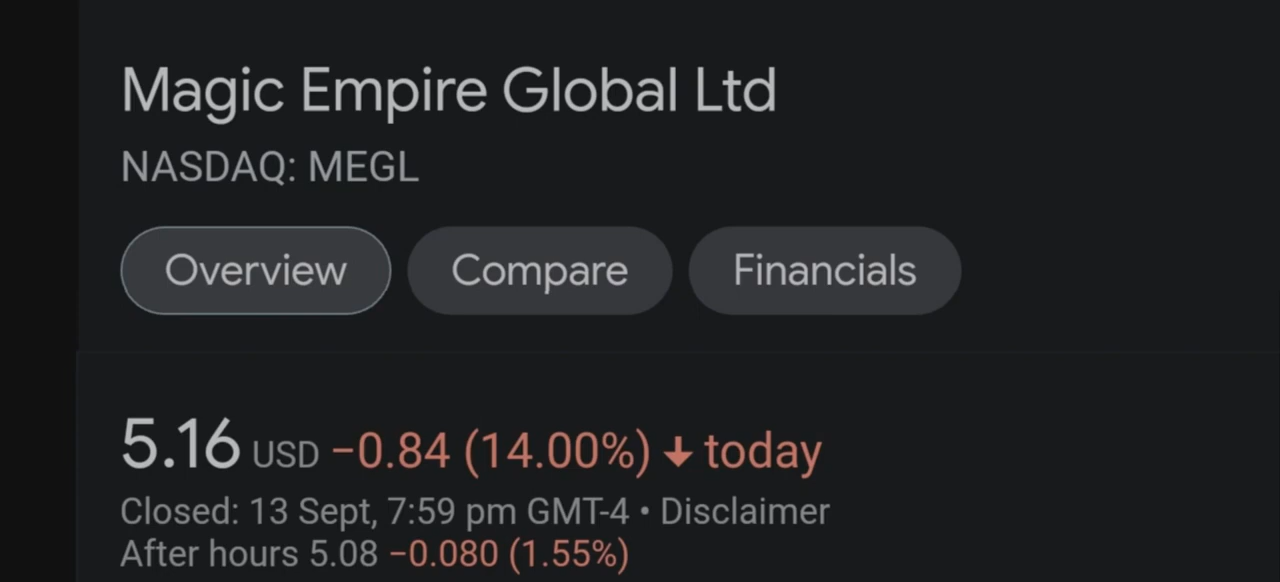 Magic Empire Global Ltd
NASDAQ: MEGL
Overview Compare Financials
5.16 USD −0.84 (14.00%) ↓ today
Closed: 13 Sept, 7:59 pm GMT-4 • Disclaimer
After hours 5.08 −0.080 (1.55%)